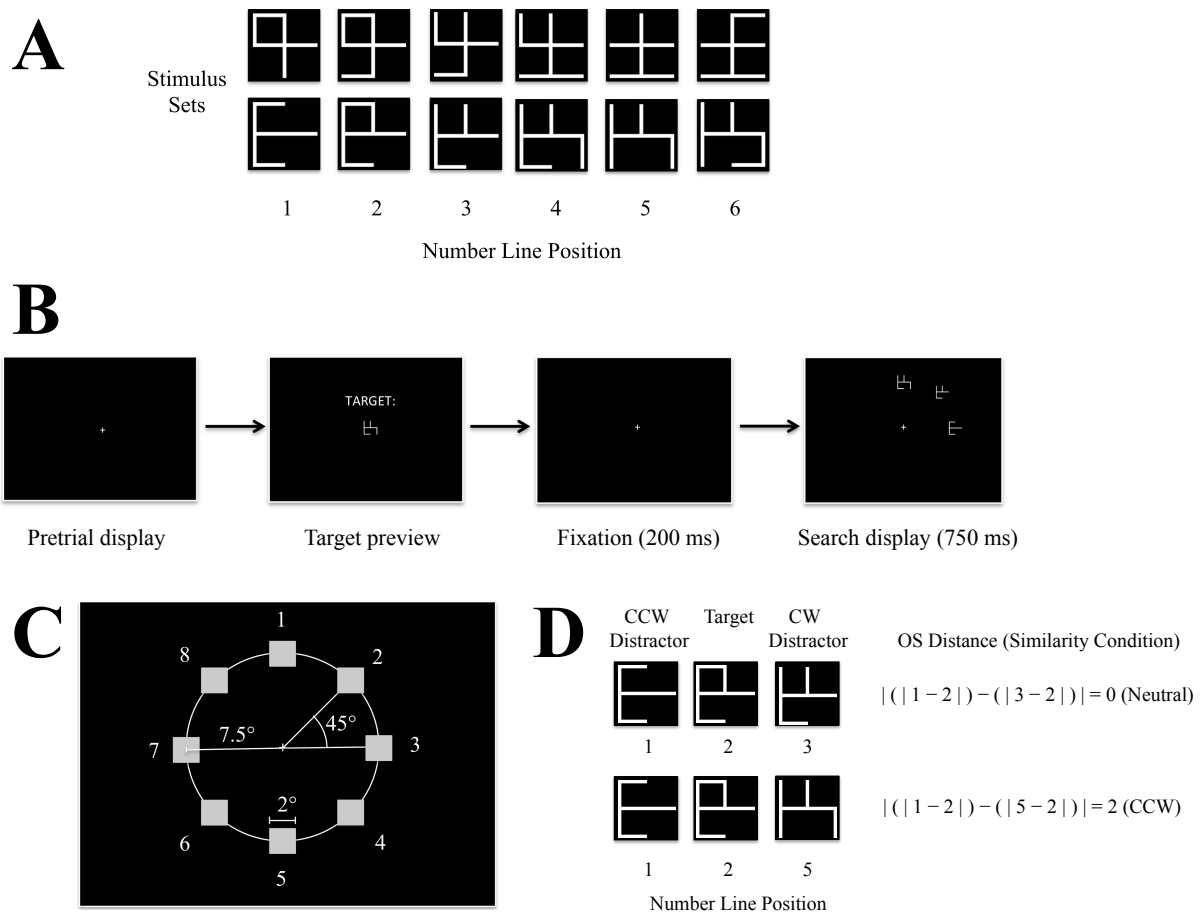 A
Stimulus
Sets
1 2 3 4 5 6
Number Line Position
B
TARGET:
Pretrial display
Target preview
Fixation (200 ms)
Search display (750 ms)
C
1
8 2
7.5° 45°
7 3
2°
6 4
5
D
CCW Target CW
Distractor Distractor
OS Distance (Similarity Condition)
| ( | 1 − 2 | ) − ( | 3 − 2 | ) | = 0 (Neutral)
1 2 3
| ( | 1 − 2 | ) − ( | 5 − 2 | ) | = 2 (CCW)
1 2 5
Number Line Position